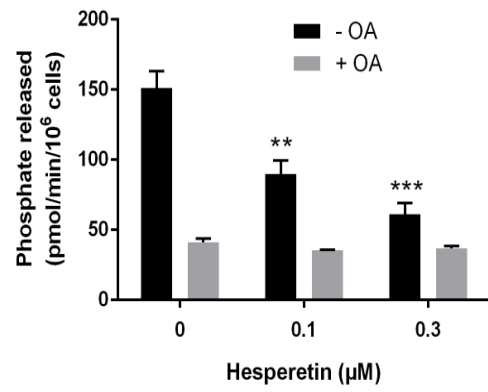 200
150
100
50
0
Phosphate released
(pmol/min/10⁶ cells)
- OA
+ OA
**
***
0 0.1 0.3
Hesperetin (µM)